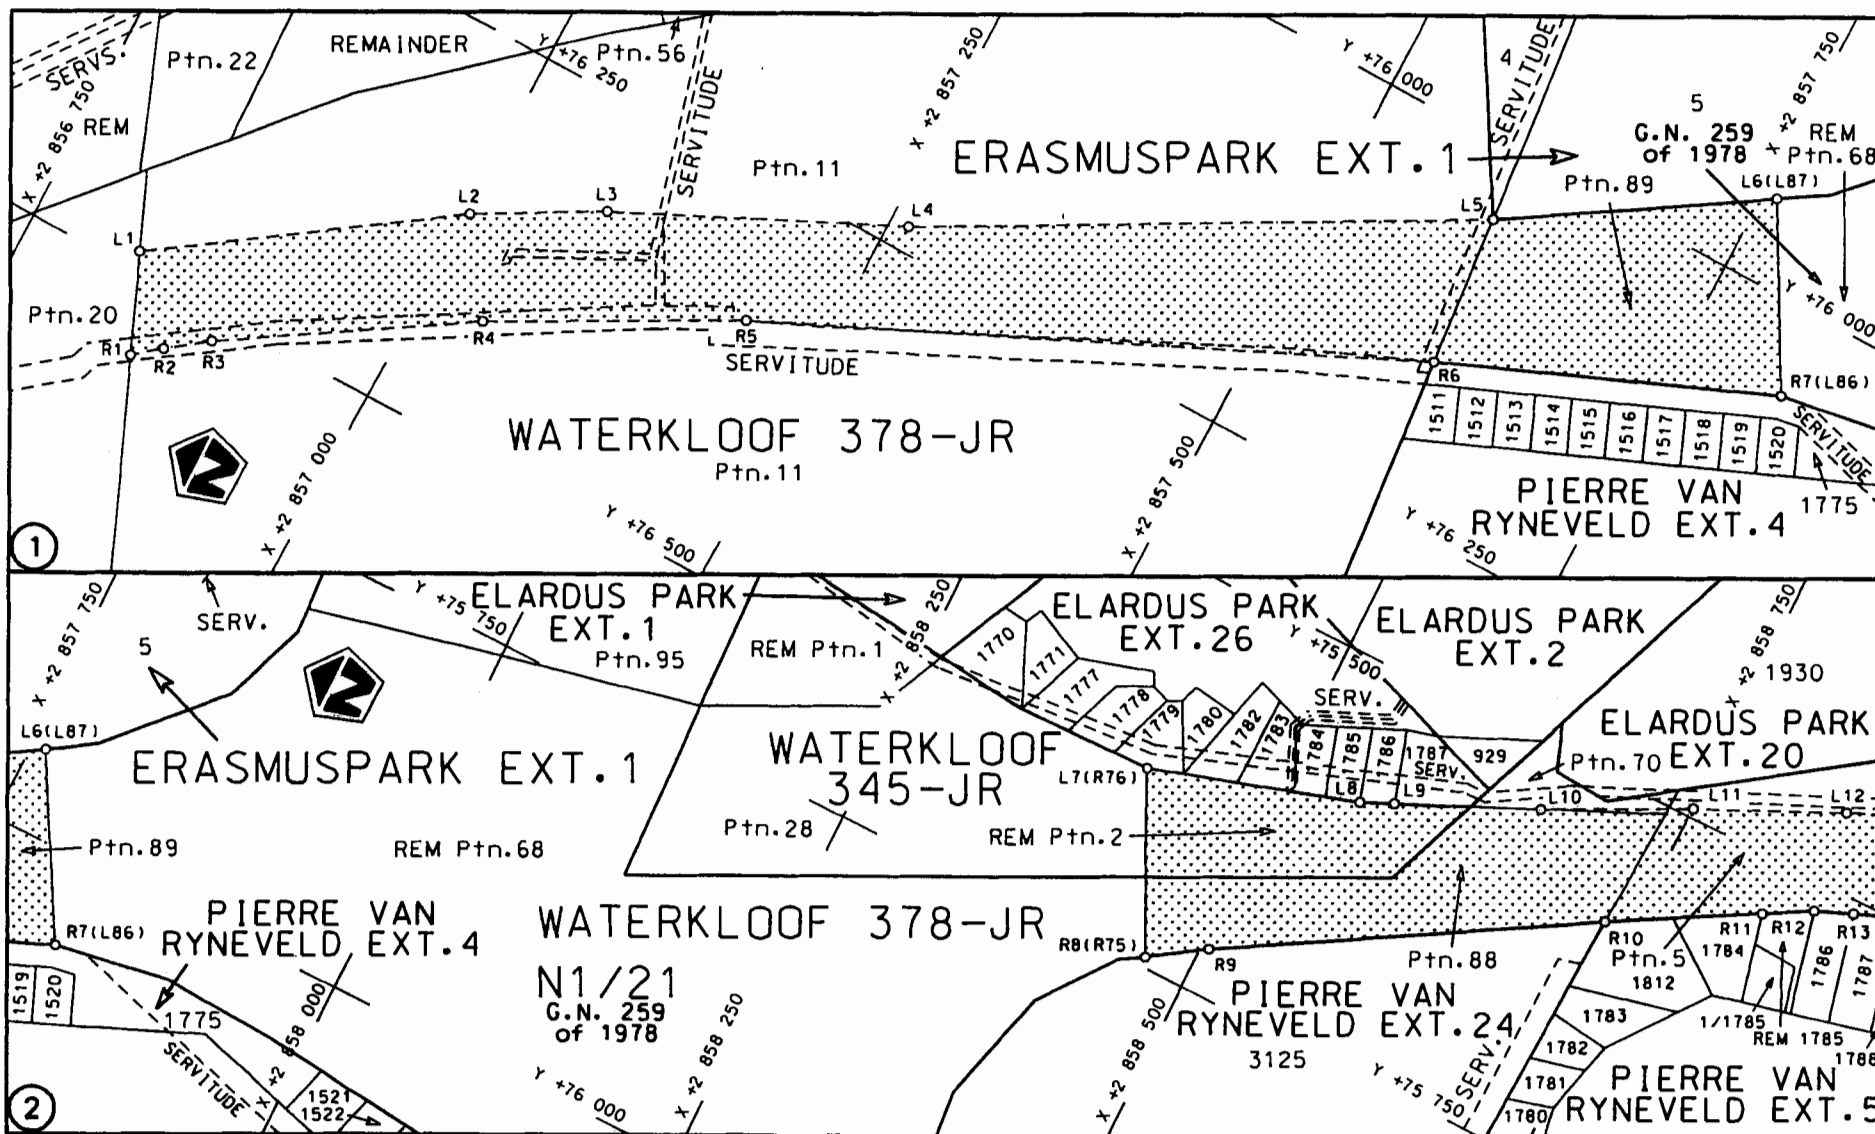 SERVS.
Ptn.22
REMAINDER
Y +76 250
Ptn.56
X +2 857 250
Y +76 000
4
SERVITUDE
X +2 857 750
X +2 856 750
REM
SERVITUDE
Ptn.11
ERASMUSPARK EXT.1
5
G.N. 259
of 1978
REM
Ptn.68
Ptn.89
L6(L87)
L1
L2
L3
L4
L5
Y +76 000
Ptn.20
R1
R2
R3
R4
R5
SERVITUDE
R6
R7(L86)
1511
1512
1513
1514
1515
1516
1517
1518
1519
1520
SERVITUDE
1775
WATERKLOOF 378-JR
Ptn.11
X +2 857 000
Y +76 500
X +2 857 500
Y +76 250
PIERRE VAN
RYNEVELD EXT.4
1
X +2 857 750
SERV.
5
Y +75 750
ELARDUS PARK
EXT.1
Ptn.95
REM Ptn.1
X +2 858 250
1770
1771
1777
1778
1779
1780
1782
1783
1784
1785
1786
1787
929
ELARDUS PARK
EXT.26
Y +75 500
SERV.
SERV.
ELARDUS PARK
EXT.2
X +2 858 750
1930
ELARDUS PARK
EXT.20
Ptn.70
L6(L87)
ERASMUSPARK EXT.1
WATERKLOOF
345-JR
L7(R76)
L8
L9
L10
L11
L12
Ptn.28
REM Ptn.2
Ptn.89
REM Ptn.68
R7(L86)
PIERRE VAN
RYNEVELD EXT.4
WATERKLOOF 378-JR
N1/21
G.N. 259
of 1978
R8(R75)
R9
Ptn.88
R10
Ptn.5
R11
R12
R13
1519
1520
1775
SERVITUDE
X +2 858 000
1521
1522
Y +76 000
X +2 858 250
X +2 858 500
PIERRE VAN
RYNEVELD EXT.24
3125
Y +75 750
SERV.
1812
1784
1786
1787
1783
1/1785
REM 1785
1788
1782
1781
1780
PIERRE VAN
RYNEVELD EXT.5
2